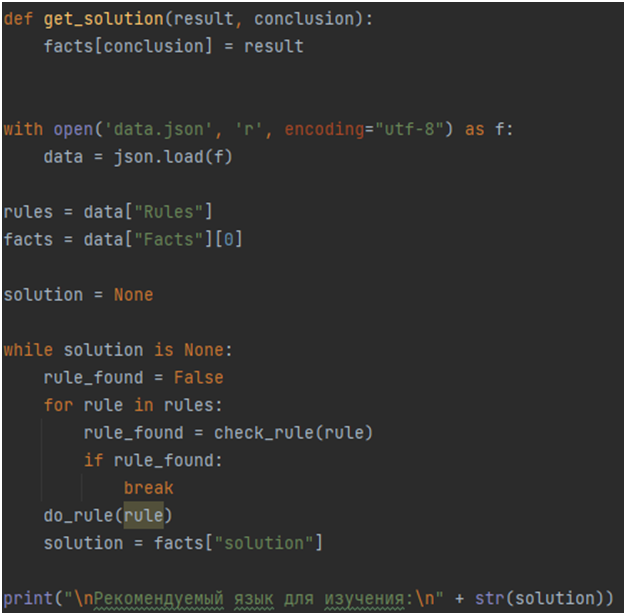 def get_solution(result, conclusion):
    facts[conclusion] = result
with open('data.json', 'r', encoding="utf-8") as f:
    data = json.load(f)
rules = data["Rules"]
facts = data["Facts"][0]
solution = None
while solution is None:
    rule_found = False
    for rule in rules:
        rule_found = check_rule(rule)
        if rule_found:
            break
    do_rule(rule)
    solution = facts["solution"]
print("\nРекомендуемый язык для изучения:\n" + str(solution))